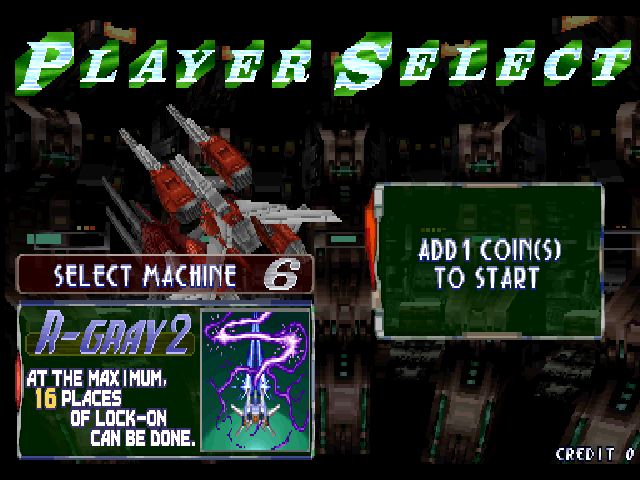 PLAYER SELECT
SELECT MACHINE 6
R-GRAY 2
AT THE MAXIMUM,
16 PLACES
OF LOCK-ON
CAN BE DONE.
ADD 1 COIN(S)
TO START
CREDIT 0